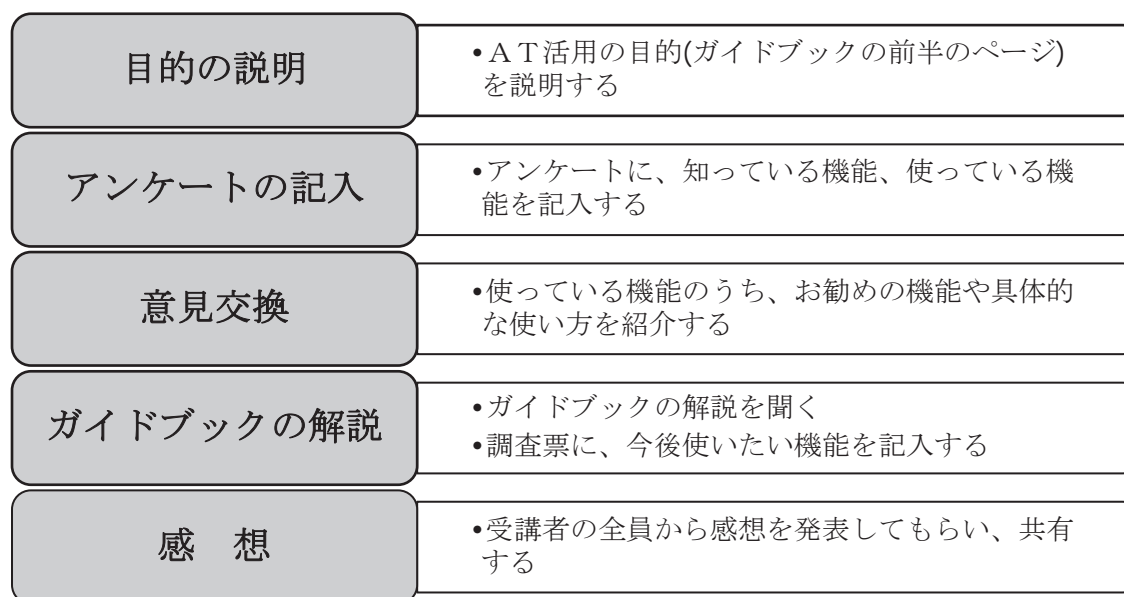 目的の説明
•ＡＴ活用の目的(ガイドブックの前半のページ)
を説明する
アンケートの記入
•アンケートに、知っている機能、使っている機
能を記入する
意見交換
•使っている機能のうち、お勧めの機能や具体的
な使い方を紹介する
ガイドブックの解説
•ガイドブックの解説を聞く
•調査票に、今後使いたい機能を記入する
感　想
•受講者の全員から感想を発表してもらい、共有
する